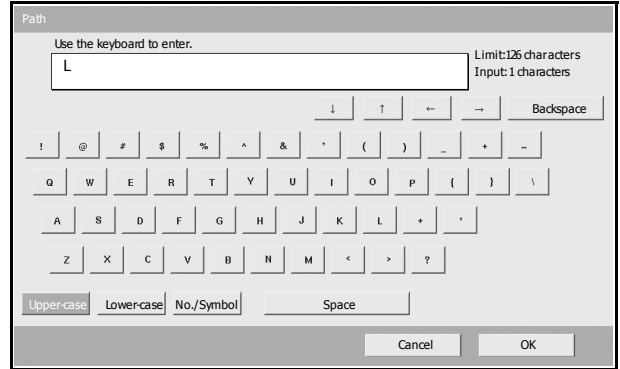 Path
Use the keyboard to enter.
L
Limit:126 characters
Input: 1 characters
↓ ↑ ← → Backspace
! @ # $ % ^ & * ( ) _ + ~
Q W E R T Y U I O P { } \
A S D F G H J K L + '
Z X C V B N M < > ?
Upper-case Lower-case No./Symbol Space
Cancel OK